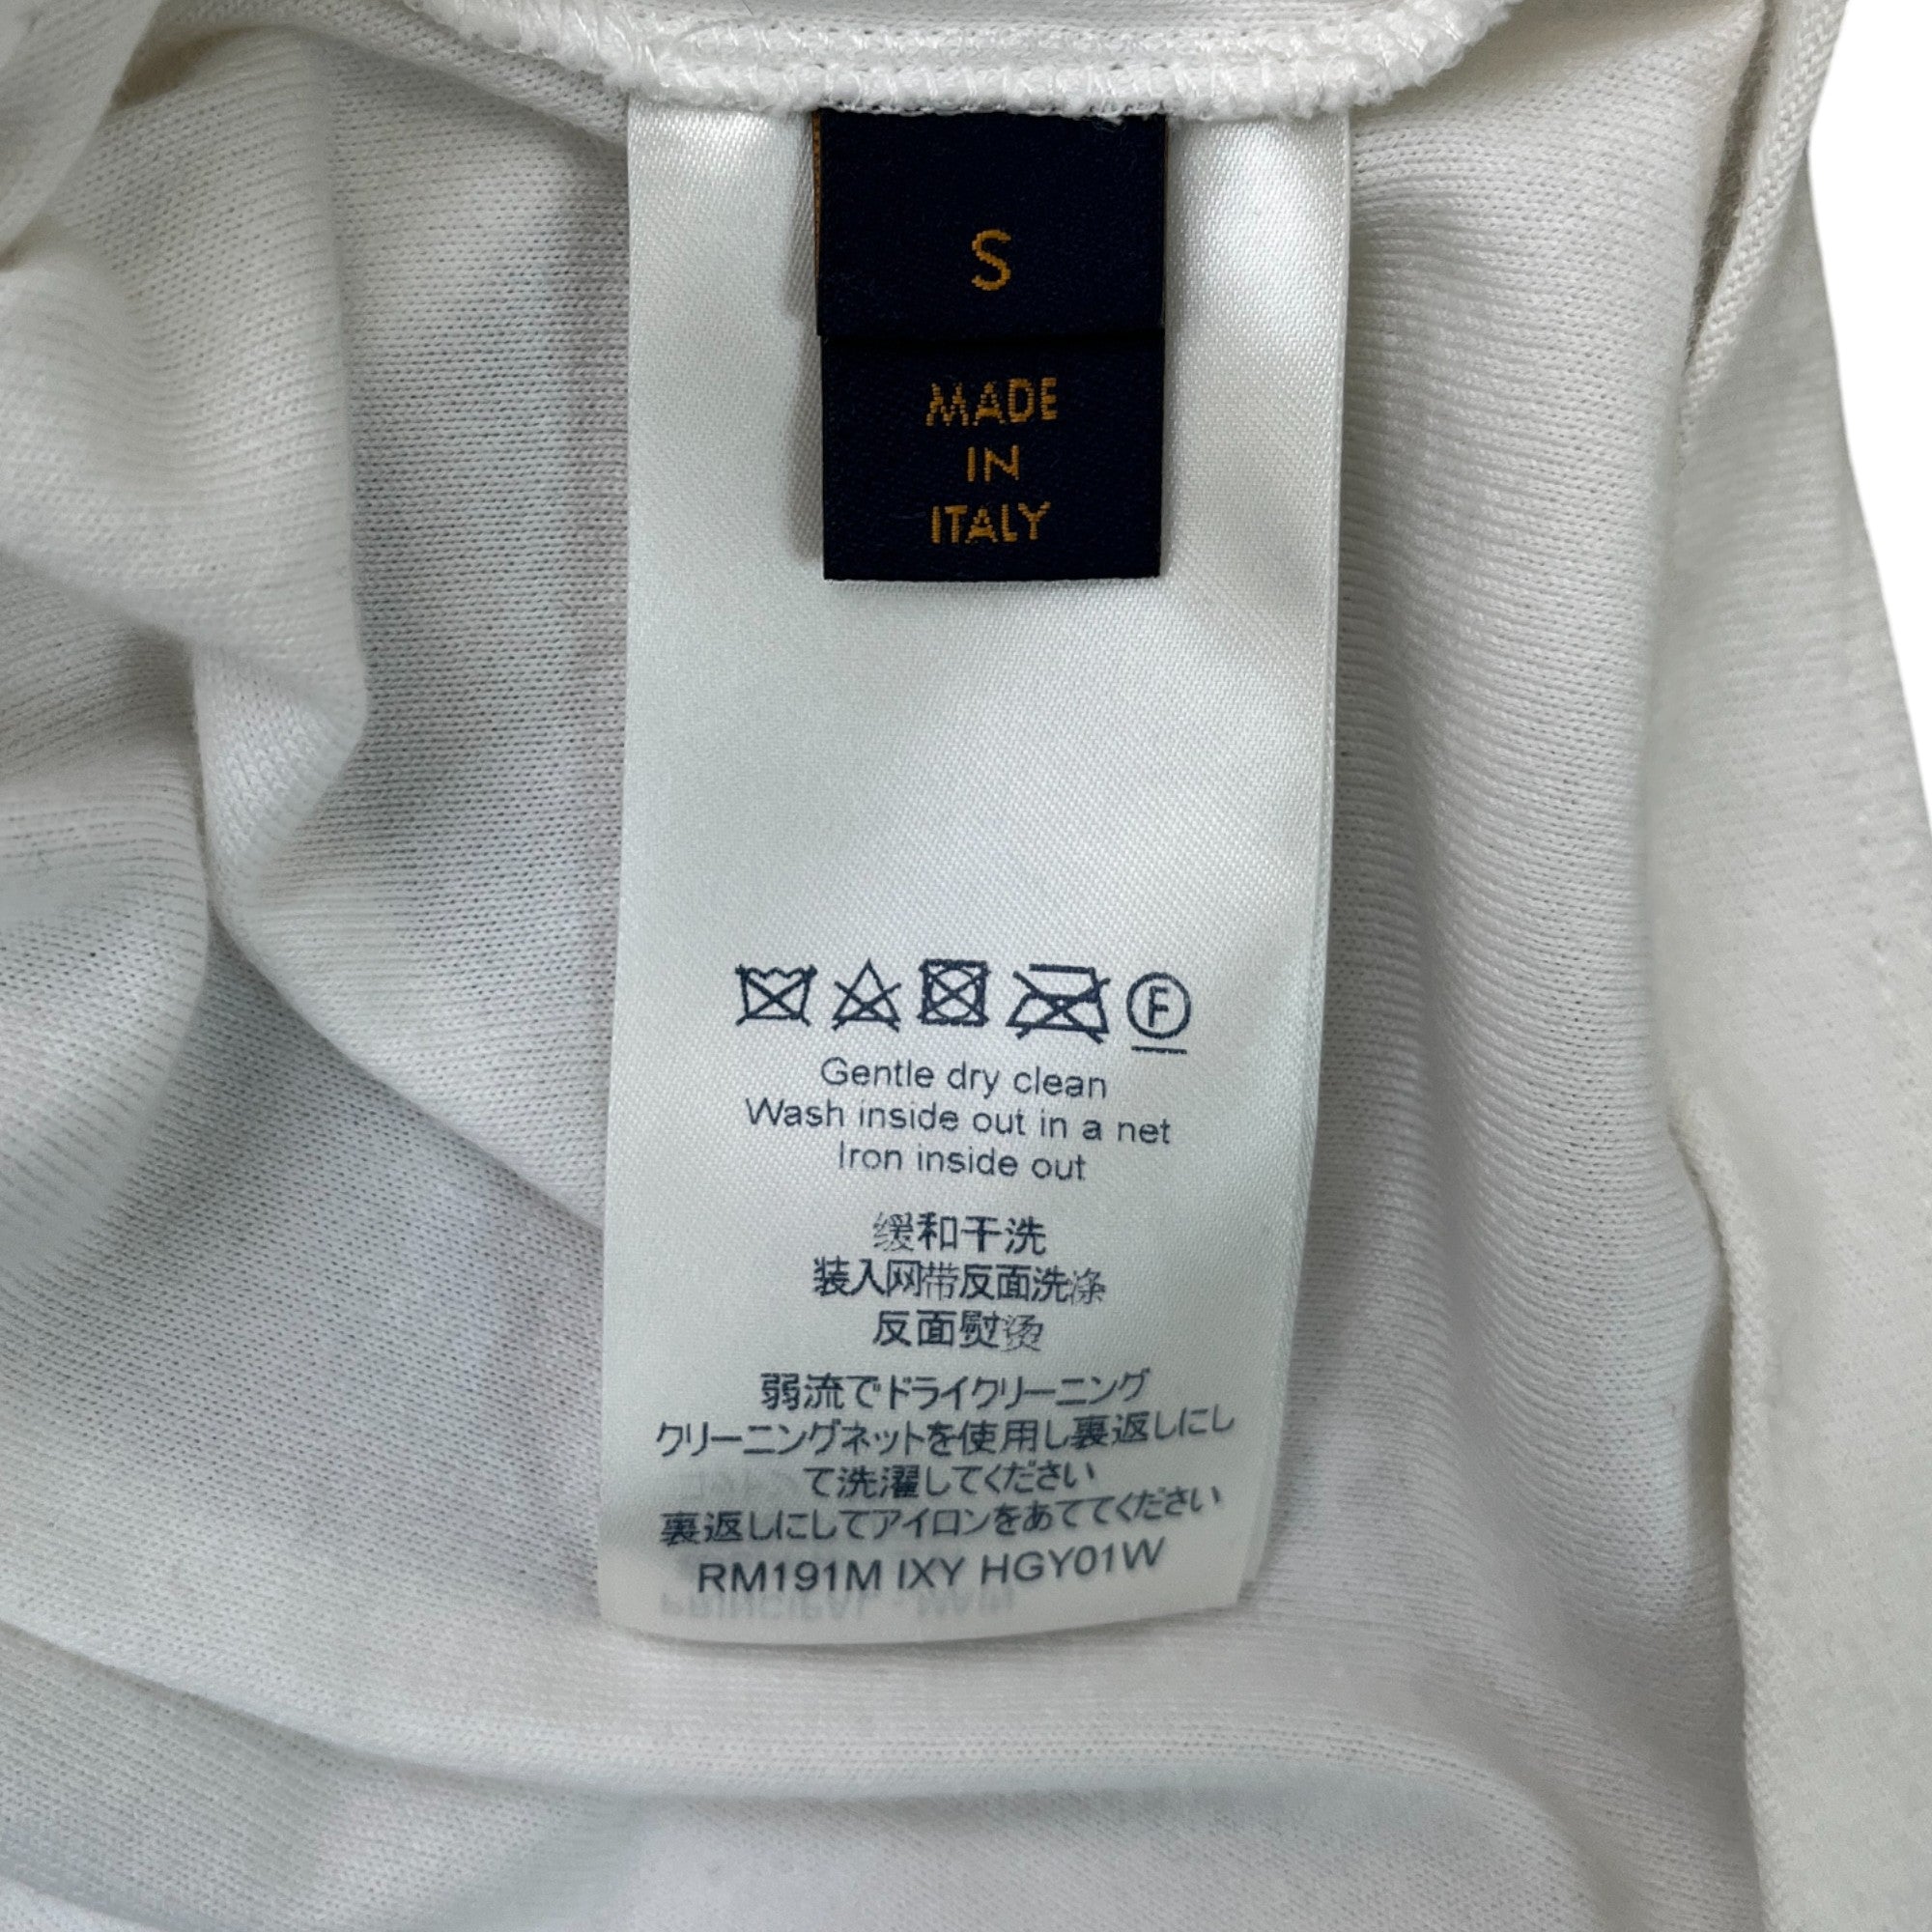 S
MADE
IN
ITALY
F
Gentle dry clean
Wash inside out in a net
Iron inside out
缓和干洗
装入网带反面洗涤
反面熨烫
弱流でドライクリーニング
クリーニングネットを使用し裏返しにし
て洗濯してください
裏返しにしてアイロンをあててください
RM191M IXY HGY01W